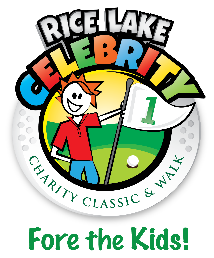 RICE LAKE
CELEBRITY
1
CHARITY CLASSIC & WALK
Fore the Kids!